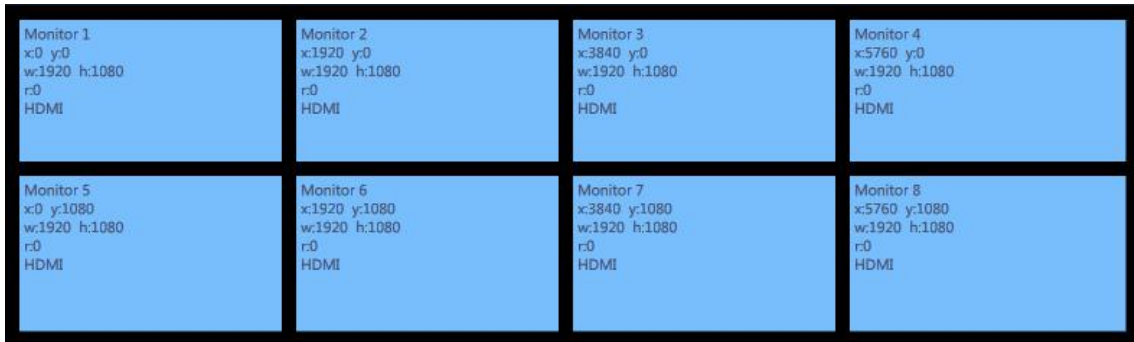 Monitor 1
x:0 y:0
w:1920 h:1080
r:0
HDMI
Monitor 2
x:1920 y:0
w:1920 h:1080
r:0
HDMI
Monitor 3
x:3840 y:0
w:1920 h:1080
r:0
HDMI
Monitor 4
x:5760 y:0
w:1920 h:1080
r:0
HDMI
Monitor 5
x:0 y:1080
w:1920 h:1080
r:0
HDMI
Monitor 6
x:1920 y:1080
w:1920 h:1080
r:0
HDMI
Monitor 7
x:3840 y:1080
w:1920 h:1080
r:0
HDMI
Monitor 8
x:5760 y:1080
w:1920 h:1080
r:0
HDMI